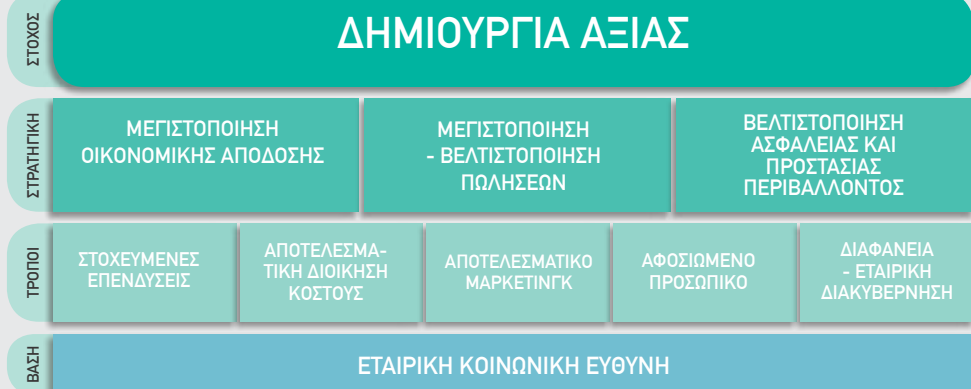 ΣΤΟΧΟΣ
ΔΗΜΙΟΥΡΓΙΑ ΑΞΙΑΣ
ΣΤΡΑΤΗΓΙΚΗ
ΜΕΓΙΣΤΟΠΟΙΗΣΗ
ΟΙΚΟΝΟΜΙΚΗΣ ΑΠΟΔΟΣΗΣ
ΜΕΓΙΣΤΟΠΟΙΗΣΗ
- ΒΕΛΤΙΣΤΟΠΟΙΗΣΗ
ΠΩΛΗΣΕΩΝ
ΒΕΛΤΙΣΤΟΠΟΙΗΣΗ
ΑΣΦΑΛΕΙΑΣ ΚΑΙ
ΠΡΟΣΤΑΣΙΑΣ
ΠΕΡΙΒΑΛΛΟΝΤΟΣ
ΤΡΟΠΟΙ
ΣΤΟΧΕΥΜΕΝΕΣ
ΕΠΕΝΔΥΣΕΙΣ
ΑΠΟΤΕΛΕΣΜΑ-
ΤΙΚΗ ΔΙΟΙΚΗΣΗ
ΚΟΣΤΟΥΣ
ΑΠΟΤΕΛΕΣΜΑΤΙΚΟ
ΜΑΡΚΕΤΙΝΓΚ
ΑΦΟΣΙΩΜΕΝΟ
ΠΡΟΣΩΠΙΚΟ
ΔΙΑΦΑΝΕΙΑ
- ΕΤΑΙΡΙΚΗ
ΔΙΑΚΥΒΕΡΝΗΣΗ
ΒΑΣΗ
ΕΤΑΙΡΙΚΗ ΚΟΙΝΩΝΙΚΗ ΕΥΘΥΝΗ